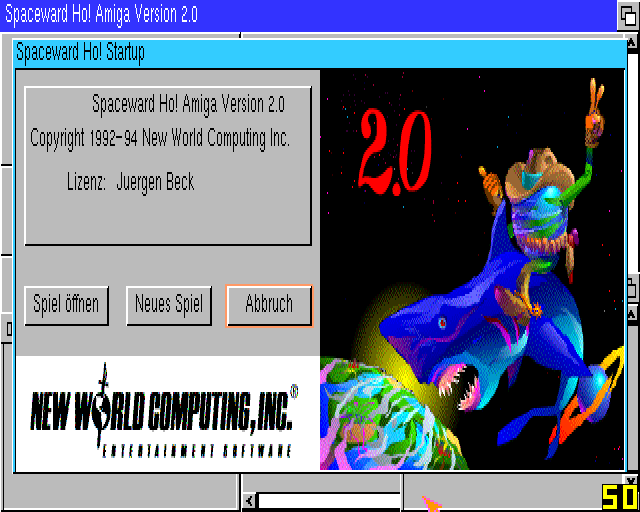 Spaceward Ho! Amiga Version 2.0
Spaceward Ho! Startup
Spaceward Ho! Amiga Version 2.0
Copyright 1992-94 New World Computing Inc.
Lizenz: Juergen Beck
2.0
Spiel öffnen
Neues Spiel
Abbruch
NEW WORLD COMPUTING, INC.®
ENTERTAINMENT SOFTWARE
50